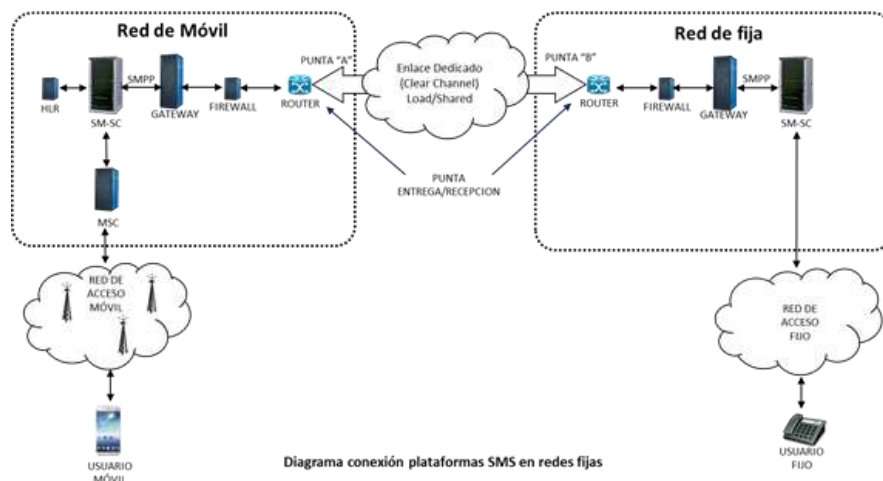 Red de Móvil
Red de fija
PUNTA "A"
PUNTA "B"
Enlace Dedicado
(Clear Channel)
Load/Shared
SMPP
SMPP
HLR
SM-SC
GATEWAY
FIREWALL
ROUTER
ROUTER
FIREWALL
GATEWAY
SM-SC
PUNTA
ENTREGA/RECEPCION
MSC
RED DE
ACCESO
MÓVIL
RED DE
ACCESO
FIJO
USUARIO
MÓVIL
Diagrama conexión plataformas SMS en redes fijas
USUARIO
FIJO